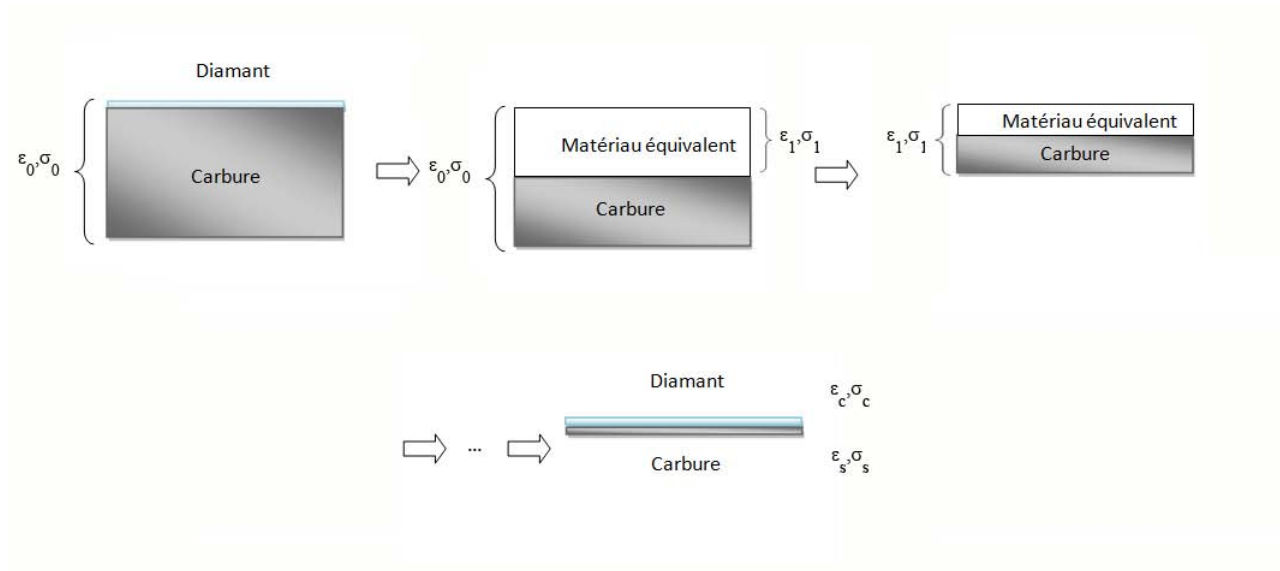 Diamant
ε0,σ0
Carbure
ε0,σ0
Matériau équivalent
Carbure
ε1,σ1
ε1,σ1
Matériau équivalent
Carbure
...
Diamant
εc,σc
Carbure
εs,σs